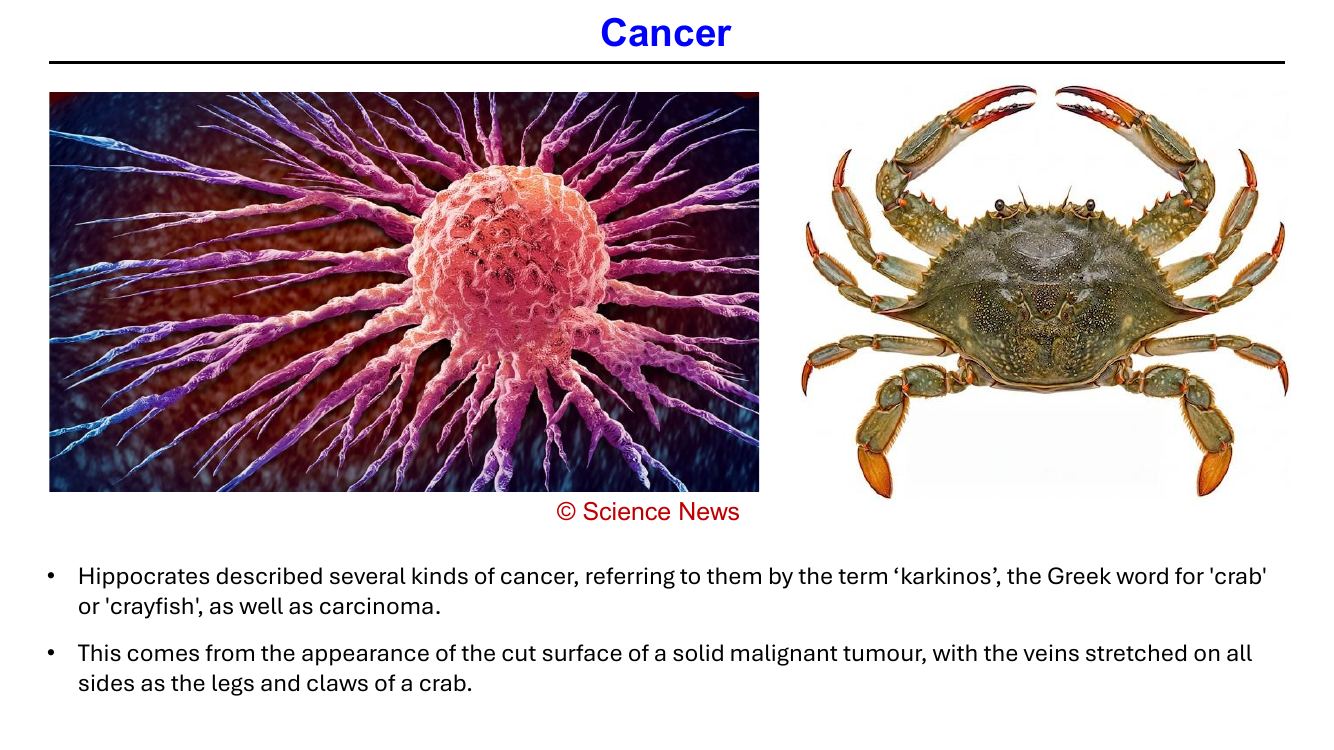 Cancer
© Science News
• Hippocrates described several kinds of cancer, referring to them by the term ‘karkinos’, the Greek word for 'crab'
or 'crayfish', as well as carcinoma.
• This comes from the appearance of the cut surface of a solid malignant tumour, with the veins stretched on all
sides as the legs and claws of a crab.